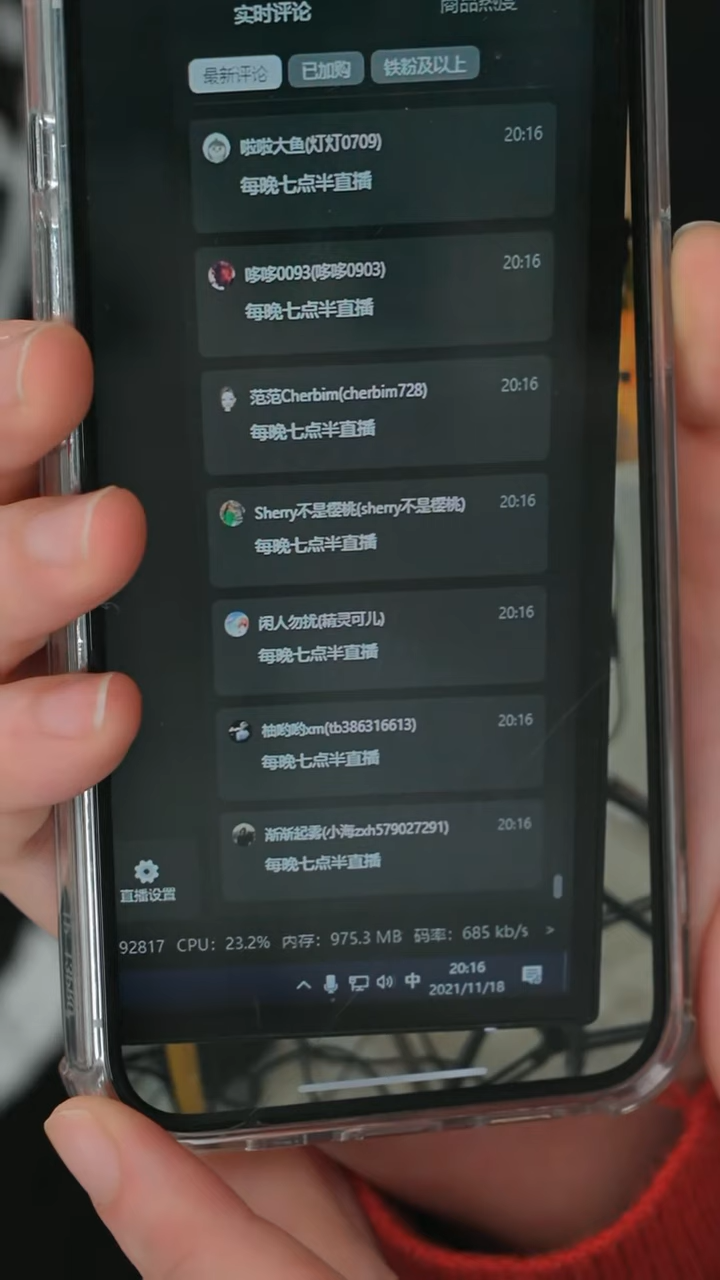 实时评论
商品热度
最新评论
已加购
铁粉及以上
啦啦大鱼(灯灯0709)
20:16
每晚七点半直播
哆哆0093(哆哆0903)
20:16
每晚七点半直播
范范Cherbim(cherbim728)
20:16
每晚七点半直播
Sherry不是樱桃(sherry不是樱桃)
20:16
每晚七点半直播
闲人勿扰(精灵可儿)
20:16
每晚七点半直播
柚哟哟xm(tb386316613)
20:16
每晚七点半直播
渐渐起雾(小海zxh579027291)
20:16
每晚七点半直播
直播设置
92817 CPU: 23.2% 内存: 975.3 MB 码率: 685 kb/s >
中
20:16
2021/11/18